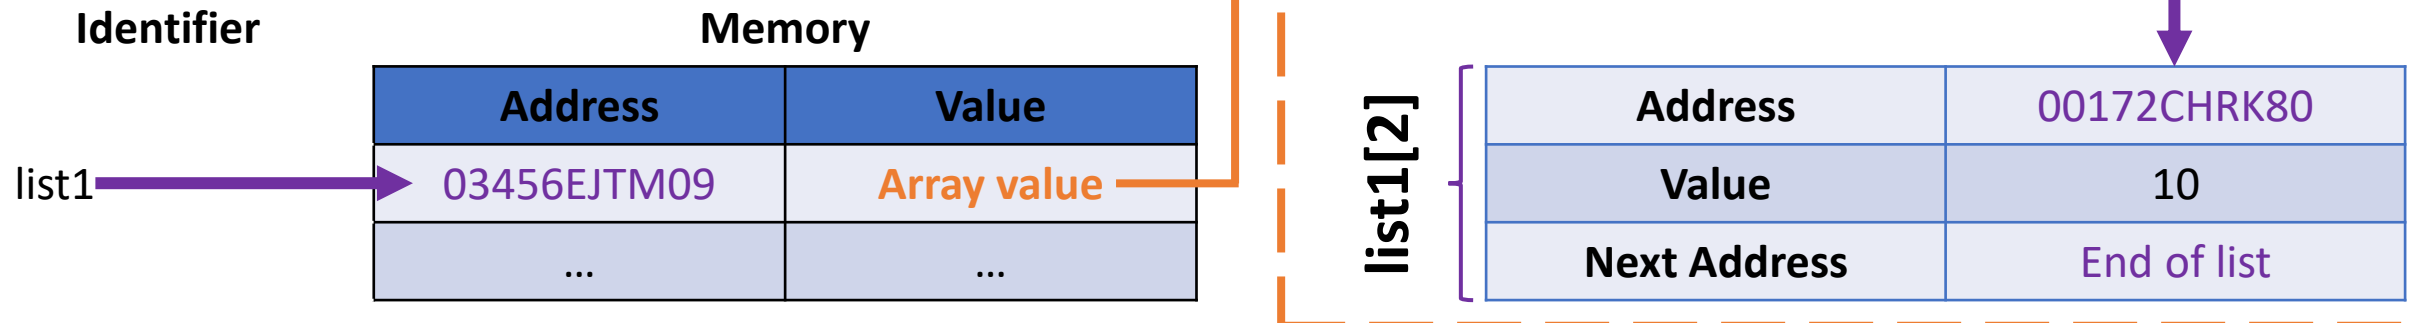 Identifier
Memory
Address Value
list1 03456EJTM09 Array value
... ...
list1[2]
Address 00172CHRK80
Value 10
Next Address End of list